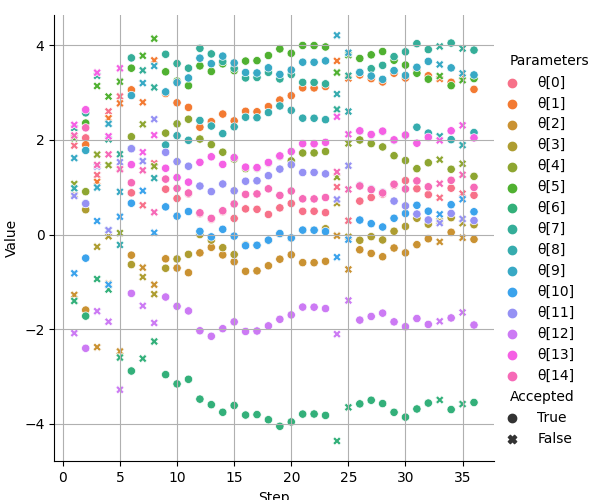 4
2
0
−2
−4
Value
0
5
10
15
20
25
30
35
Step
Parameters
θ[0]
θ[1]
θ[2]
θ[3]
θ[4]
θ[5]
θ[6]
θ[7]
θ[8]
θ[9]
θ[10]
θ[11]
θ[12]
θ[13]
θ[14]
Accepted
True
False